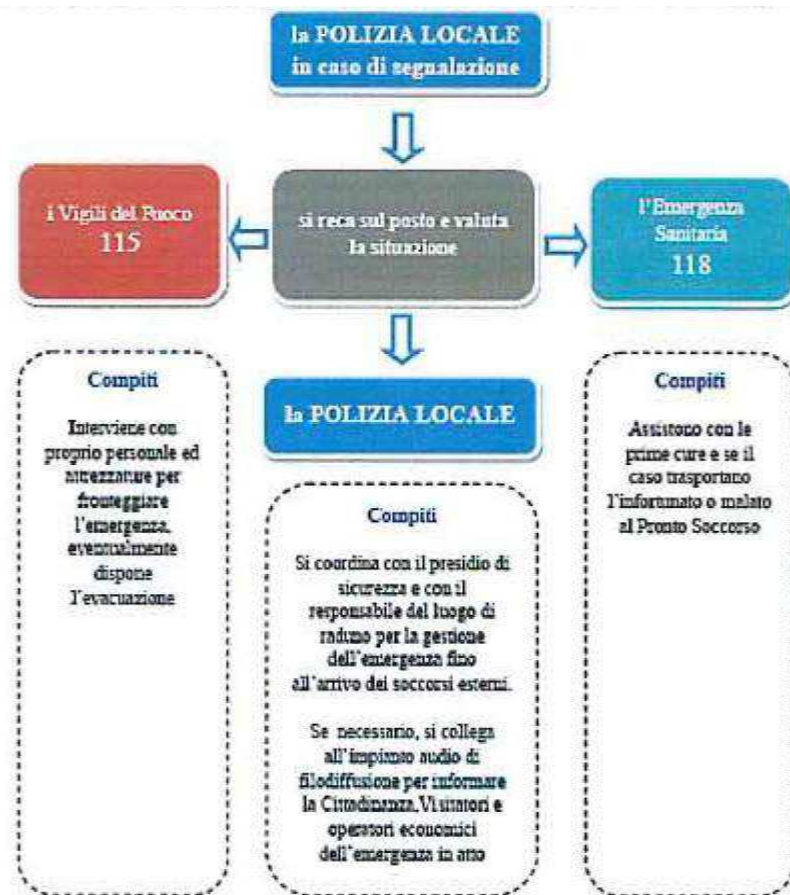 la POLIZIA LOCALE
in caso di segnalazione
i Vigili del Fuoco
115
si reca sul posto e valuta
la situazione
l'Emergenza
Sanitaria
118
Compiti
Interviene con
proprio personale ed
attrezzature per
fronteggiare
l'emergenza,
eventualmente
dispone
l'evacuazione
la POLIZIA LOCALE
Compiti
Si coordina con il presidio di
sicurezza e con il
responsabile del luogo di
raduno per la gestione
dell'emergenza fino
all'arrivo dei soccorsi esterni.
Se necessario, si collega
all'impianto audio di
filodiffusione per informare
la Cittadinanza, Visitatori e
operatori economici
dell'emergenza in atto
Compiti
Assistono con le
prime cure e se il
caso trasportano
l'infortunato o malato
al Pronto Soccorso